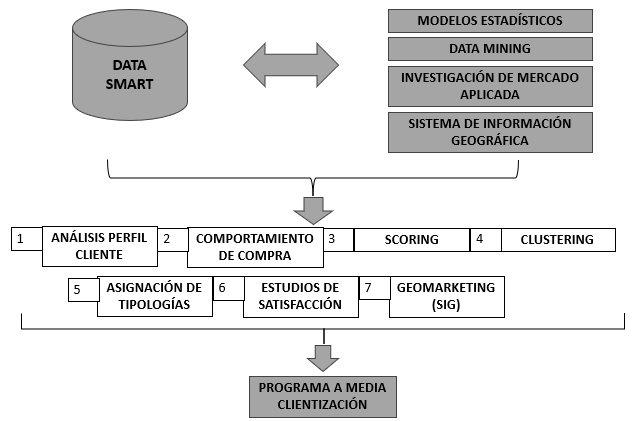 DATA
SMART
MODELOS ESTADÍSTICOS
DATA MINING
INVESTIGACIÓN DE MERCADO
APLICADA
SISTEMA DE INFORMACIÓN
GEOGRÁFICA
1
ANÁLISIS PERFIL
CLIENTE
2
COMPORTAMIENTO
DE COMPRA
3
SCORING
4
CLUSTERING
5
ASIGNACIÓN DE
TIPOLOGÍAS
6
ESTUDIOS DE
SATISFACCIÓN
7
GEOMARKETING
(SIG)
PROGRAMA A MEDIA
CLIENTIZACIÓN